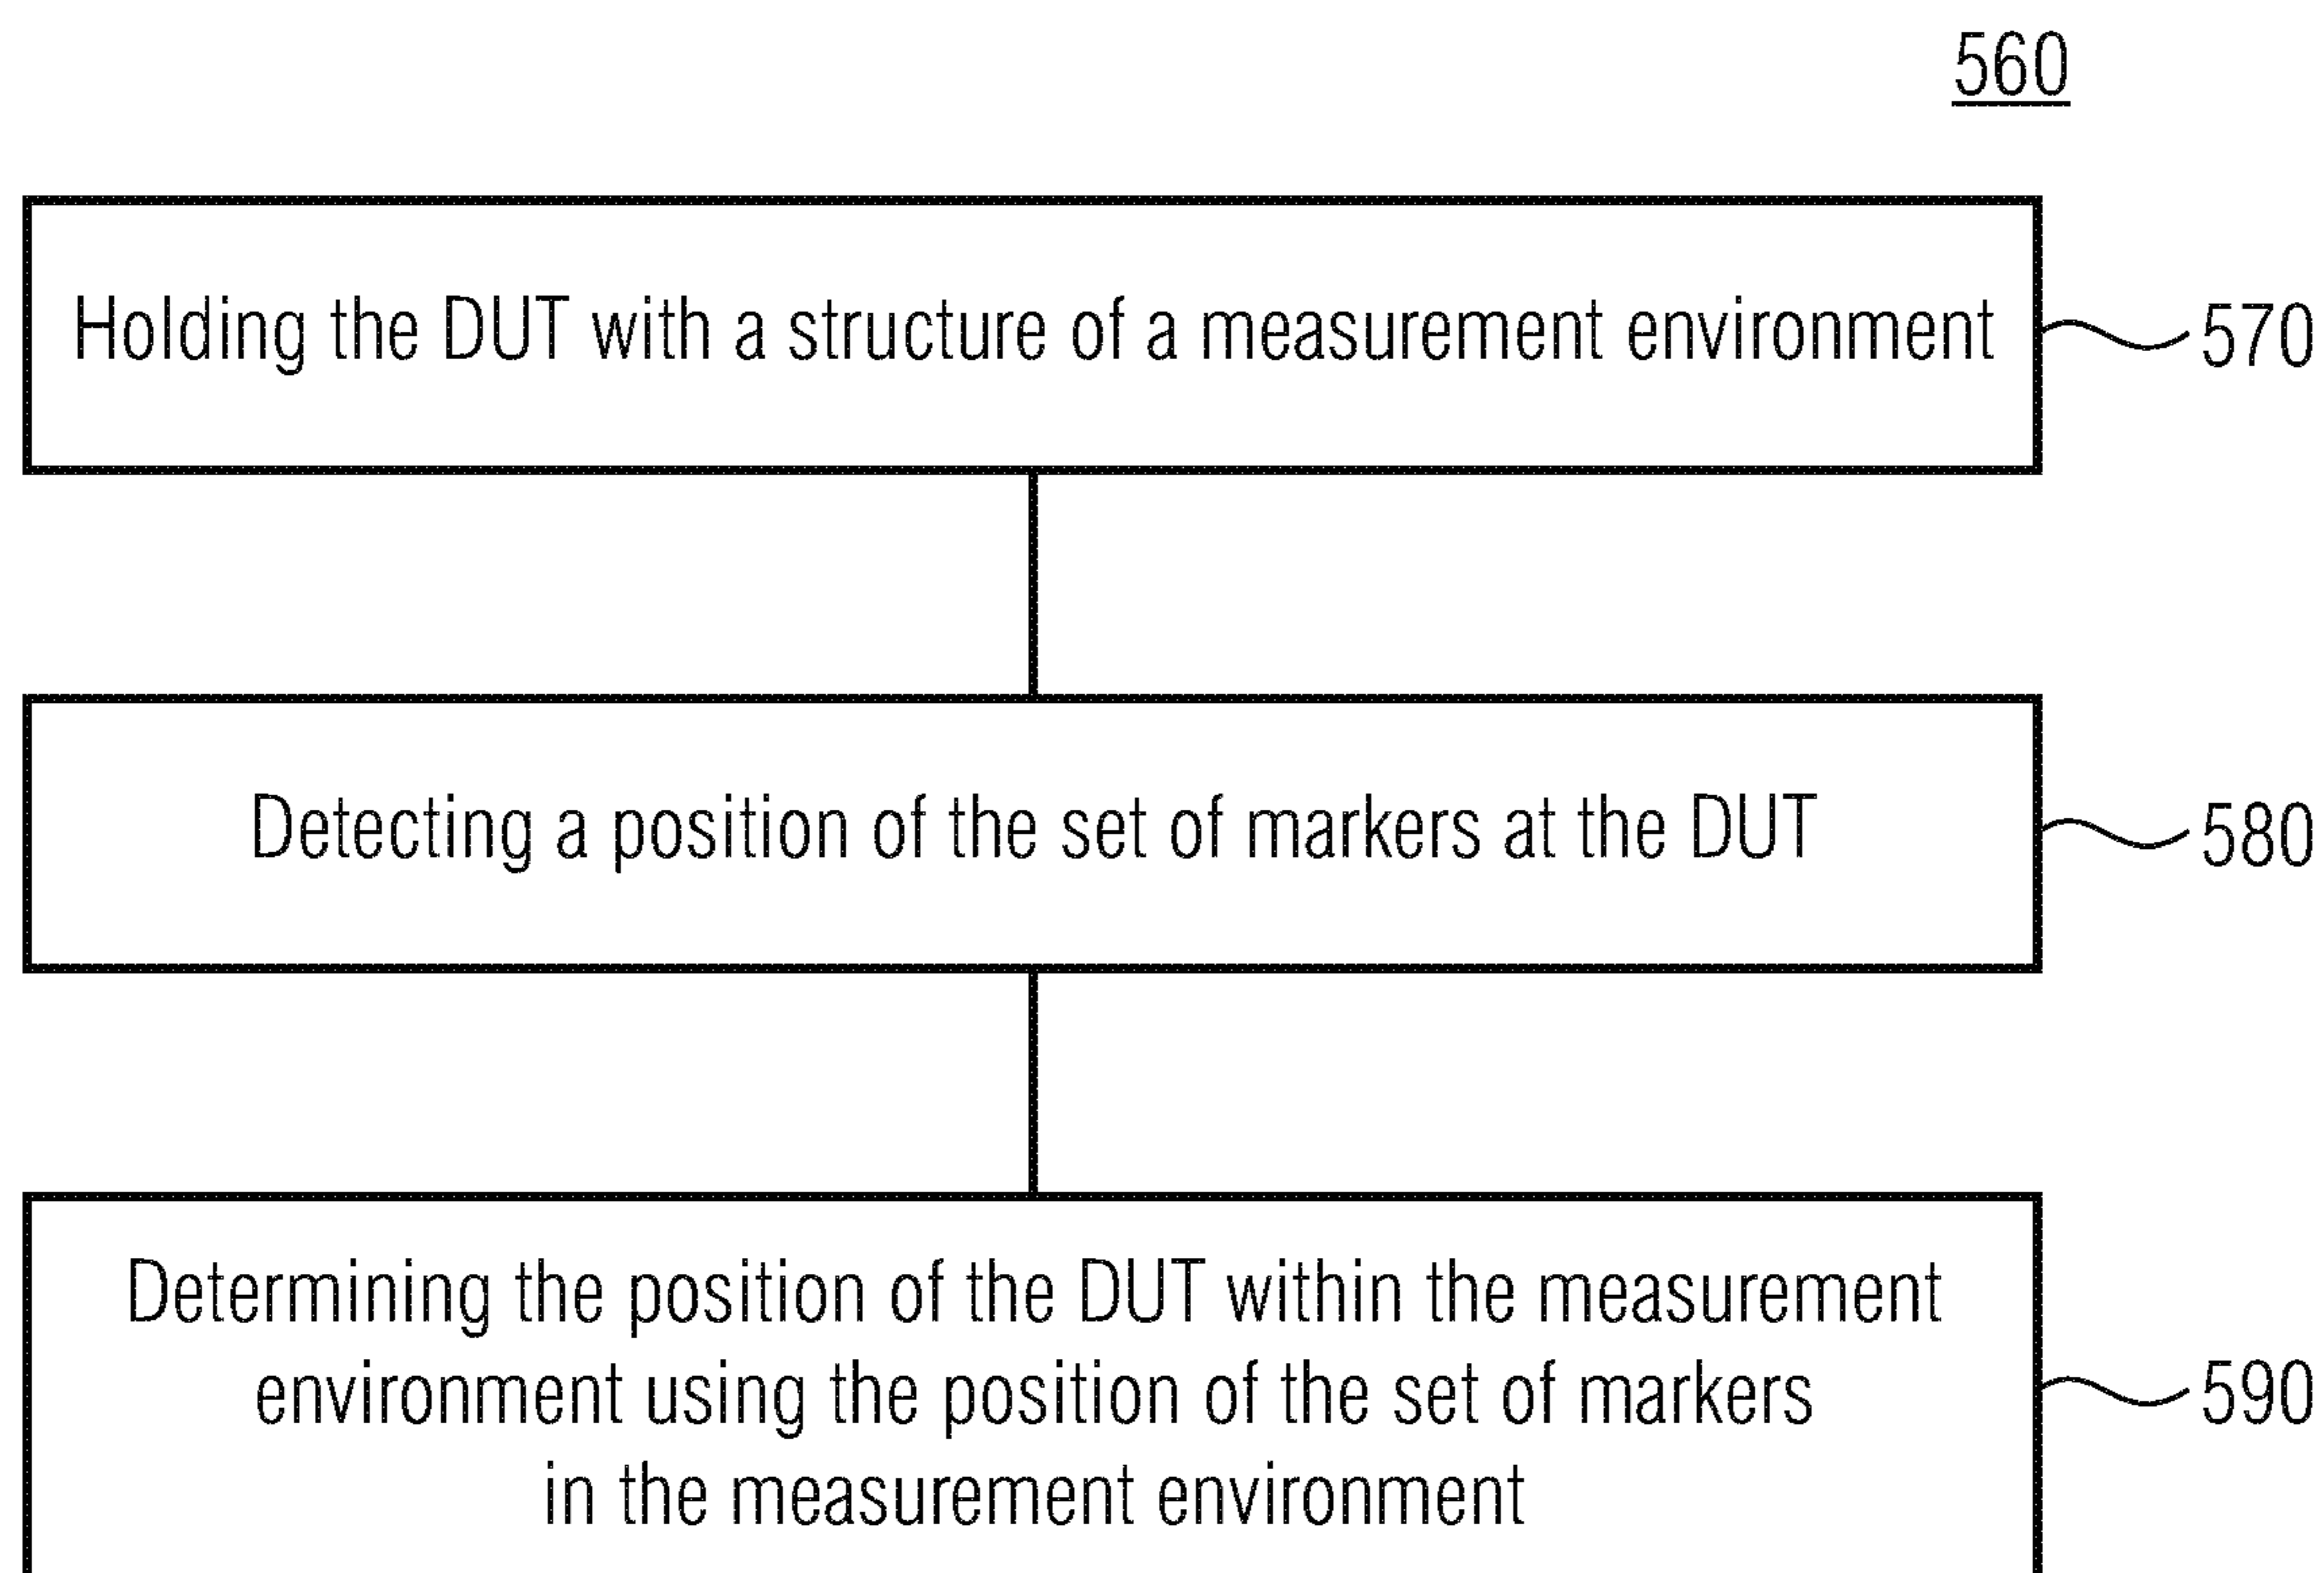 560
Holding the DUT with a structure of a measurement environment
570
Detecting a position of the set of markers at the DUT
580
Determining the position of the DUT within the measurement
environment using the position of the set of markers
590
in the measurement environment